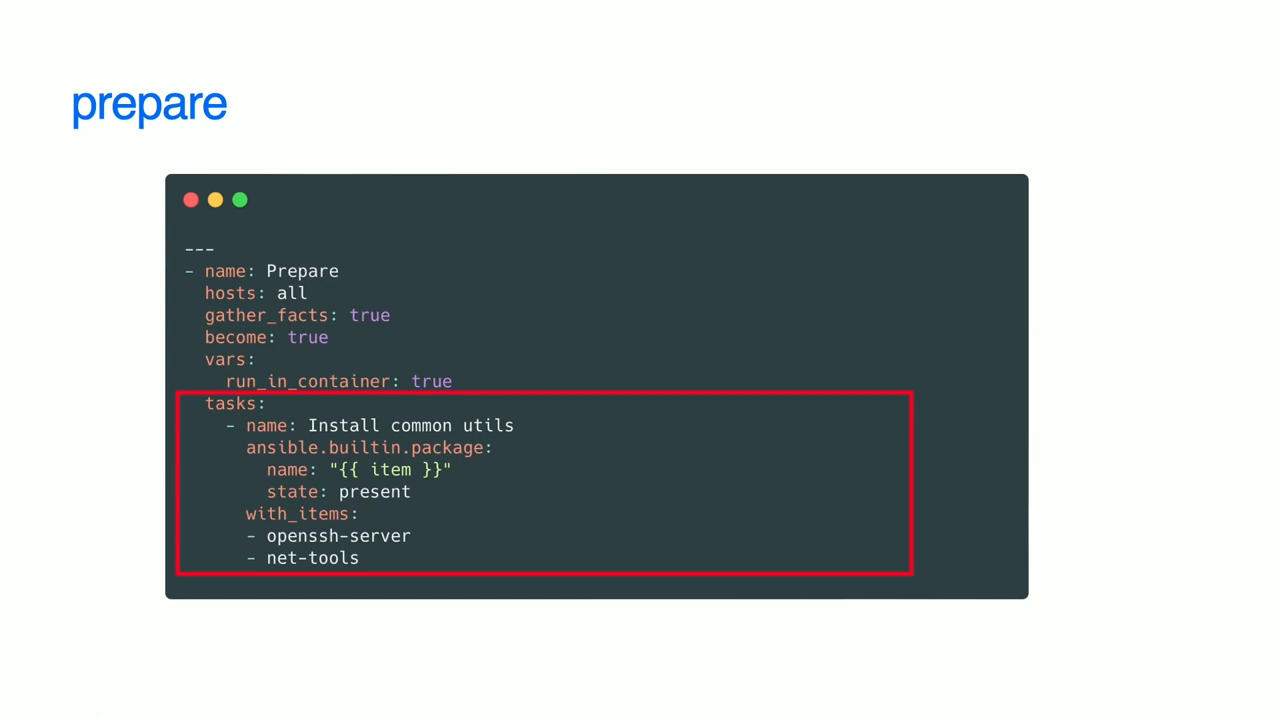 prepare
---
- name: Prepare
  hosts: all
  gather_facts: true
  become: true
  vars:
    run_in_container: true
  tasks:
    - name: Install common utils
      ansible.builtin.package:
        name: "{{ item }}"
        state: present
      with_items:
      - openssh-server
      - net-tools